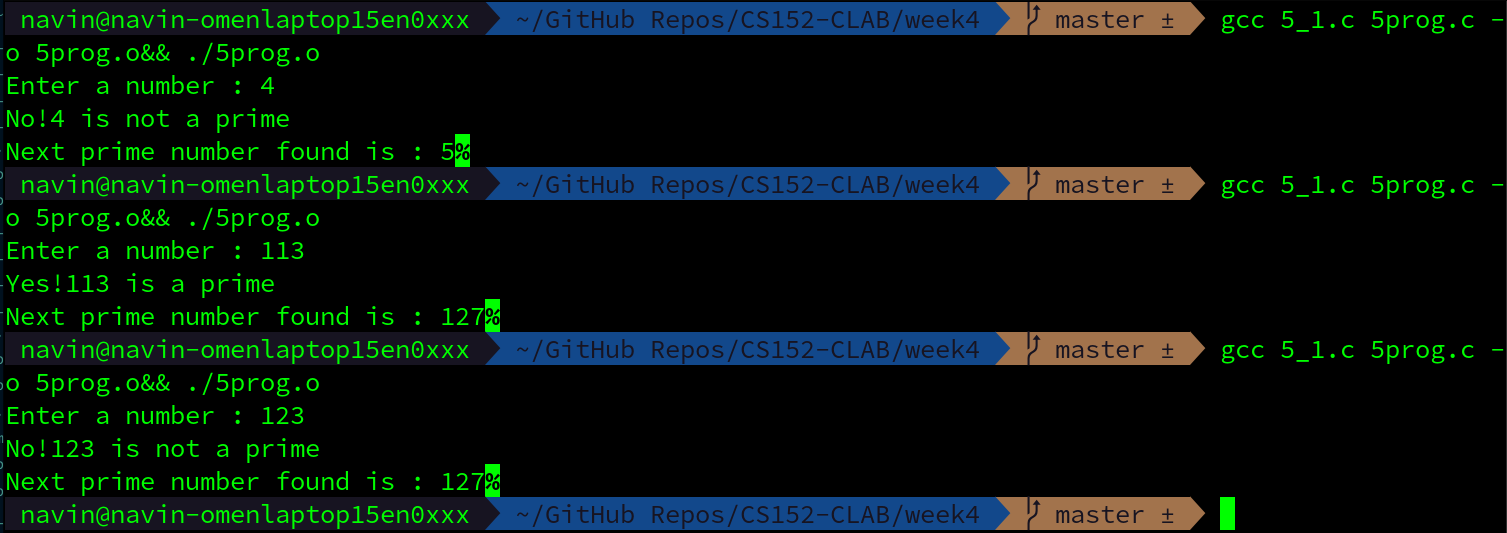 navin@navin-omenlaptop15en0xxx ~/GitHub Repos/CS152-CLAB/week4 master ± gcc 5_1.c 5prog.c -
o 5prog.o&& ./5prog.o
Enter a number : 4
No!4 is not a prime
Next prime number found is : 5%
navin@navin-omenlaptop15en0xxx ~/GitHub Repos/CS152-CLAB/week4 master ± gcc 5_1.c 5prog.c -
o 5prog.o&& ./5prog.o
Enter a number : 113
Yes!113 is a prime
Next prime number found is : 127%
navin@navin-omenlaptop15en0xxx ~/GitHub Repos/CS152-CLAB/week4 master ± gcc 5_1.c 5prog.c -
o 5prog.o&& ./5prog.o
Enter a number : 123
No!123 is not a prime
Next prime number found is : 127%
navin@navin-omenlaptop15en0xxx ~/GitHub Repos/CS152-CLAB/week4 master ±